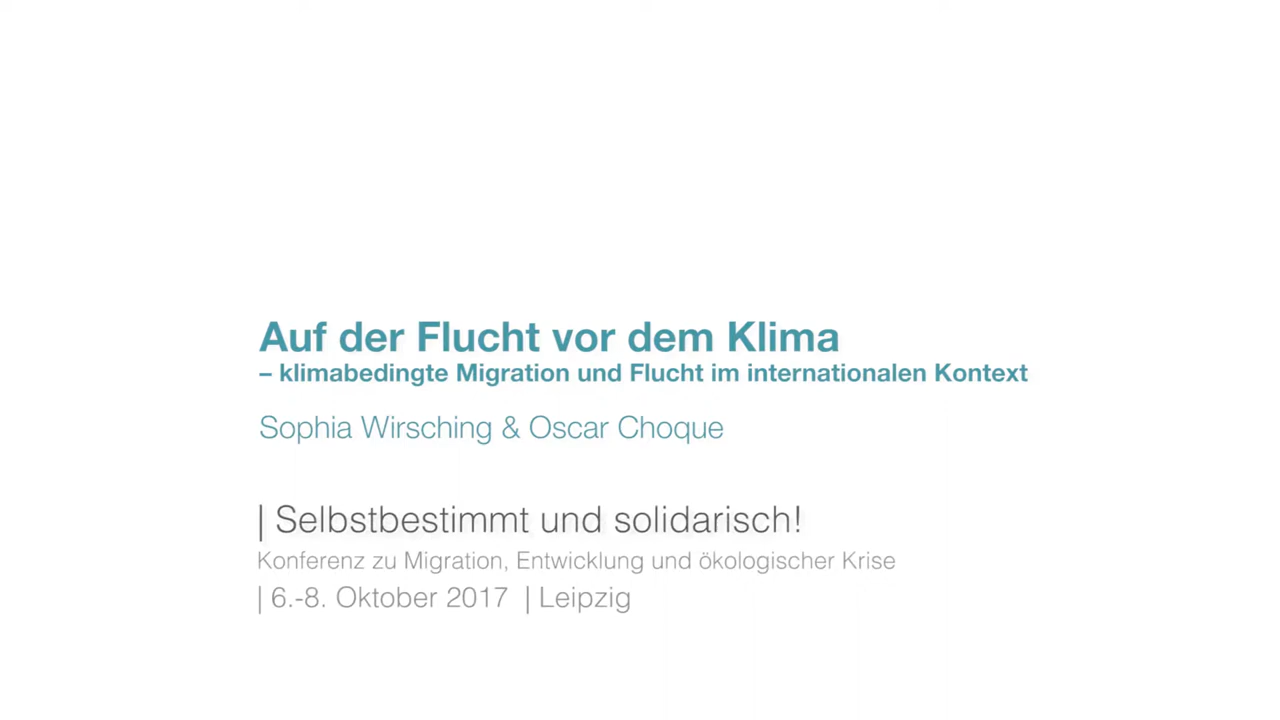 Auf der Flucht vor dem Klima
– klimabedingte Migration und Flucht im internationalen Kontext
Sophia Wirsching & Oscar Choque
| Selbstbestimmt und solidarisch!
Konferenz zu Migration, Entwicklung und ökologischer Krise
| 6.-8. Oktober 2017 | Leipzig